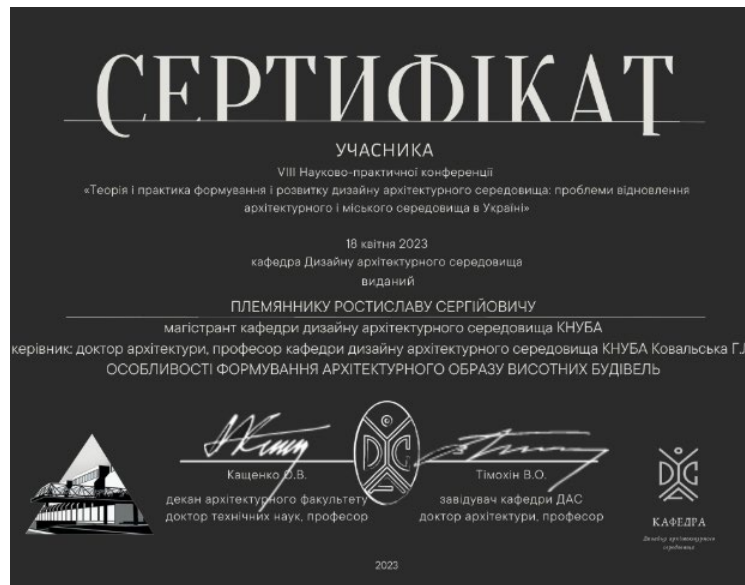 СЕРТИФІКАТ
УЧАСНИКА
VIII Науково-практичної конференції
«Теорія і практика формування і розвитку дизайну архітектурного середовища: проблеми відновлення
архітектурного і міського середовища в Україні»
18 квітня 2023
кафедра Дизайну архітектурного середовища
виданий
ПЛЕМЯННИКУ РОСТИСЛАВУ СЕРГІЙОВИЧУ
магістрант кафедри дизайну архітектурного середовища КНУБА
керівник: доктор архітектури, професор кафедри дизайну архітектурного середовища КНУБА Ковальська Г.Л
ОСОБЛИВОСТІ ФОРМУВАННЯ АРХІТЕКТУРНОГО ОБРАЗУ ВИСОТНИХ БУДІВЕЛЬ
Кащенко О.В.
декан архітектурного факультету
доктор технічних наук, професор
Тімохін В.О.
завідувач кафедри ДАС
доктор архітектури, професор
КАФЕДРА
Дизайну архітектурного
середовища
2023